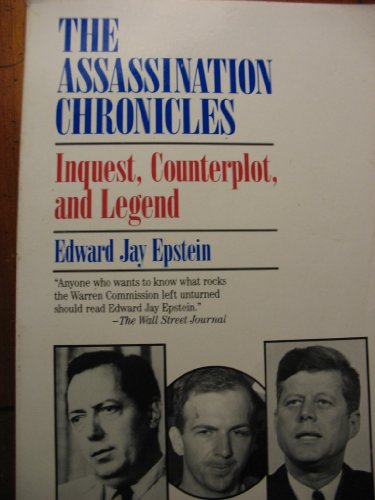 THE
ASSASSINATION
CHRONICLES
Inquest, Counterplot,
and Legend
Edward Jay Epstein
“Anyone who wants to know what rocks
the Warren Commission left unturned
should read Edward Jay Epstein.”
–The Wall Street Journal